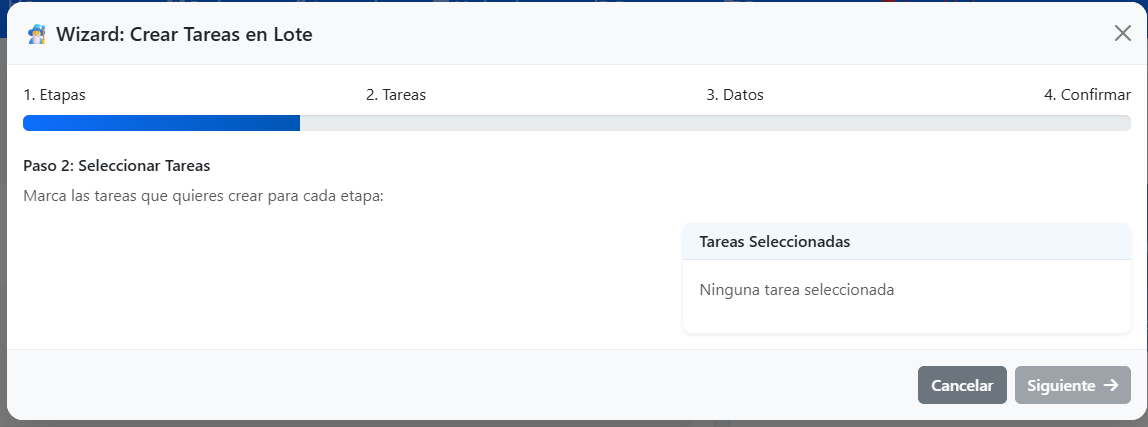 Wizard: Crear Tareas en Lote
1. Etapas
2. Tareas
3. Datos
4. Confirmar
Paso 2: Seleccionar Tareas
Marca las tareas que quieres crear para cada etapa:
Tareas Seleccionadas
Ninguna tarea seleccionada
Cancelar
Siguiente →